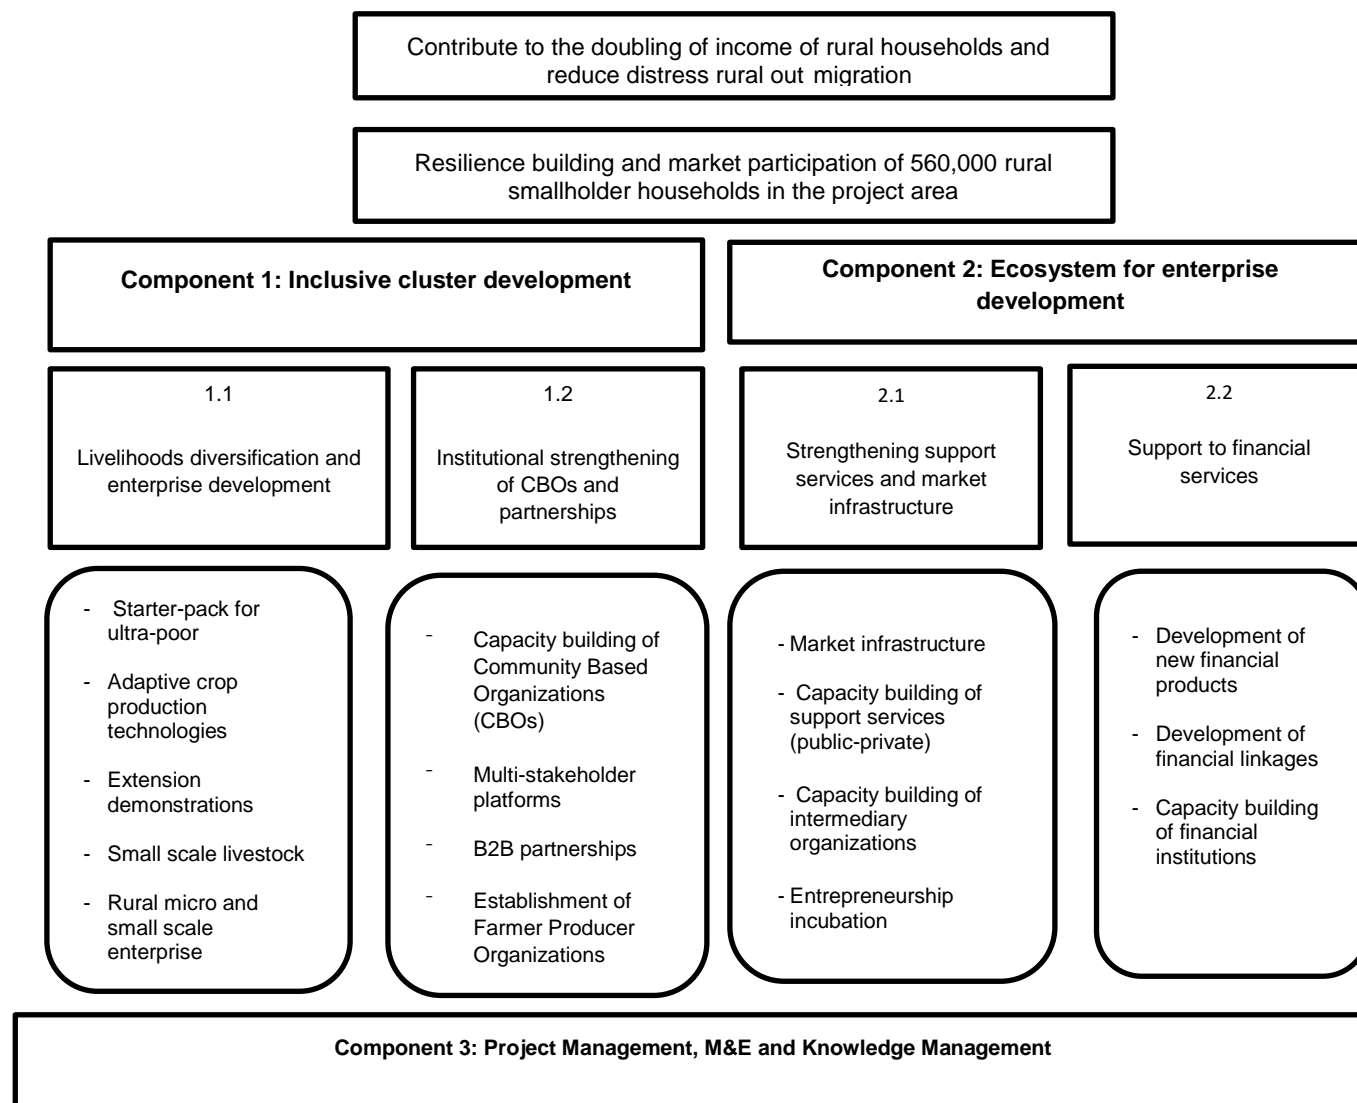 Contribute to the doubling of income of rural households and
reduce distress rural out migration
Resilience building and market participation of 560,000 rural
smallholder households in the project area
Component 1: Inclusive cluster development
Component 2: Ecosystem for enterprise
development
1.1
Livelihoods diversification and
enterprise development
1.2
Institutional strengthening
of CBOs and
partnerships
2.1
Strengthening support
services and market
infrastructure
2.2
Support to financial
services
- Starter-pack for
ultra-poor
- Adaptive crop
production
technologies
- Extension
demonstrations
- Small scale livestock
- Rural micro and
small scale
enterprise
- Capacity building of
Community Based
Organizations
(CBOs)
- Multi-stakeholder
platforms
- B2B partnerships
- Establishment of
Farmer Producer
Organizations
- Market infrastructure
- Capacity building of
support services
(public-private)
- Capacity building of
intermediary
organizations
- Entrepreneurship
incubation
- Development of
new financial
products
- Development of
financial linkages
- Capacity building
of financial
institutions
Component 3: Project Management, M&E and Knowledge Management